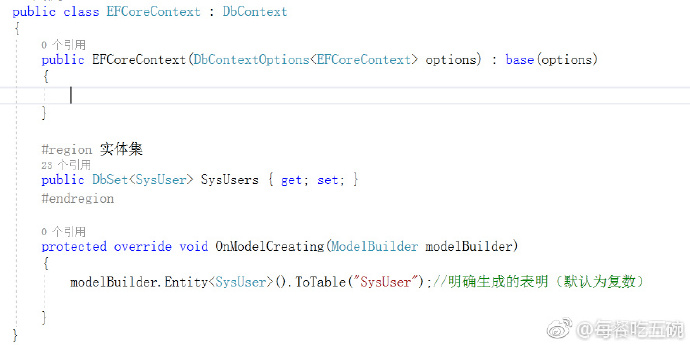 public class EFCoreContext : DbContext
{
0 个引用
public EFCoreContext(DbContextOptions<EFCoreContext> options) : base(options)
{
}
#region 实体集
23 个引用
public DbSet<SysUser> SysUsers { get; set; }
#endregion
0 个引用
protected override void OnModelCreating(ModelBuilder modelBuilder)
{
modelBuilder.Entity<SysUser>().ToTable("SysUser");//明确生成的表明（默认为复数）
}
}
@每餐吃五碗